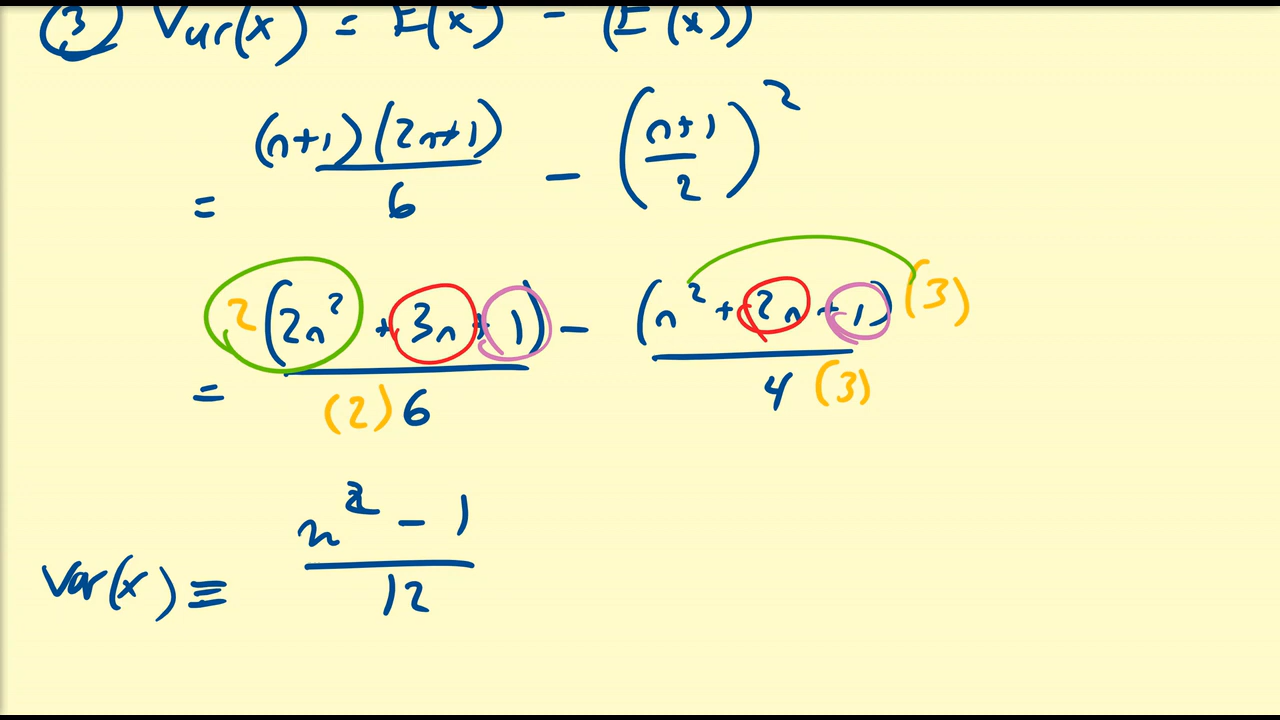 (3) Var(x) = E(x²) - (E(x))
= (n+1)(2n+1)/6 - ((n+1)/2)²
= 2(2n² + 3n + 1)/(2)6 - (n² + 2n + 1)(3)/4(3)
Var(x) ≡ (n² - 1)/12